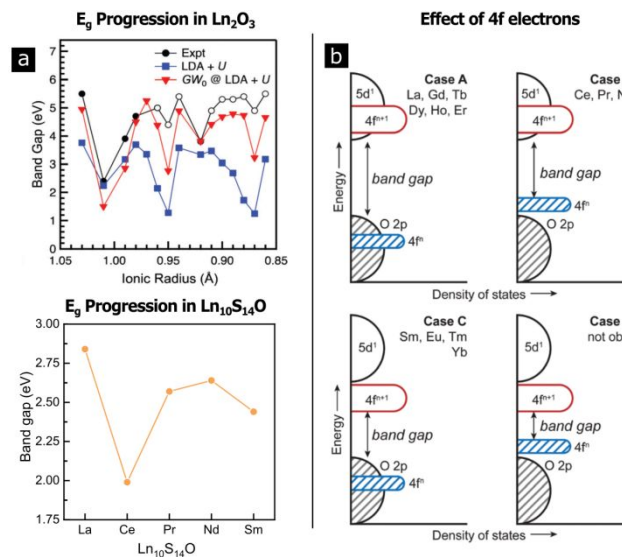 Eg Progression in Ln2O3
a
Expt
LDA + U
GW0 @ LDA + U
Band Gap (eV)
7
6
5
4
3
2
1
0
1.05
1.00
0.95
0.90
0.85
Ionic Radius (Å)
Eg Progression in Ln10S14O
Band gap (eV)
3.00
2.75
2.50
2.25
2.00
1.75
La
Ce
Pr
Nd
Sm
Ln10S14O
Effect of 4f electrons
b
Case A
La, Gd, Tb
Dy, Ho, Er
5d1
4fn+1
band gap
O 2p
4fn
Energy
Density of states
Case
Ce, Pr, N
5d1
4fn+1
band gap
4fn
O 2p
Case C
Sm, Eu, Tm
Yb
5d1
4fn+1
band gap
O 2p
4fn
Energy
Density of states
Case
not ob
5d1
4fn+1
band gap
4fn
O 2p